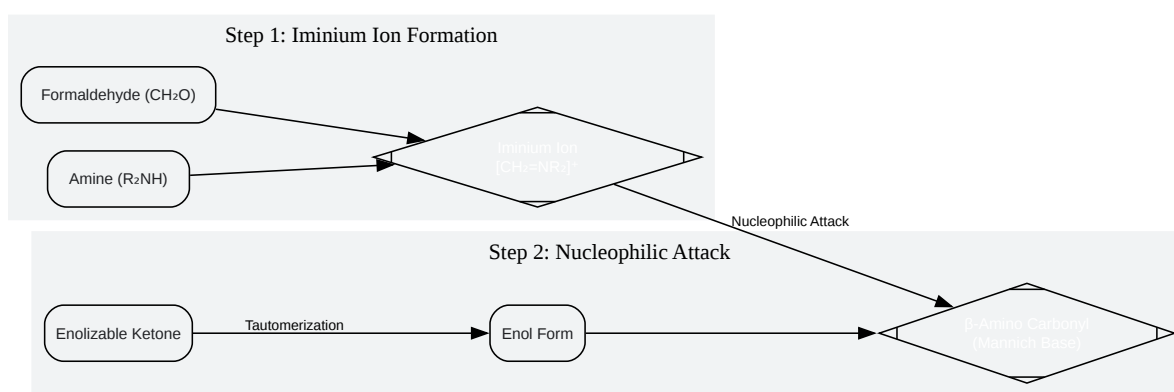 Step 1: Iminium Ion Formation
Formaldehyde (CH₂O)
Iminium Ion
[CH₂=NR₂]⁺
Amine (R₂NH)
Nucleophilic Attack
Step 2: Nucleophilic Attack
Enolizable Ketone
Tautomerization
Enol Form
β-Amino Carbonyl
(Mannich Base)